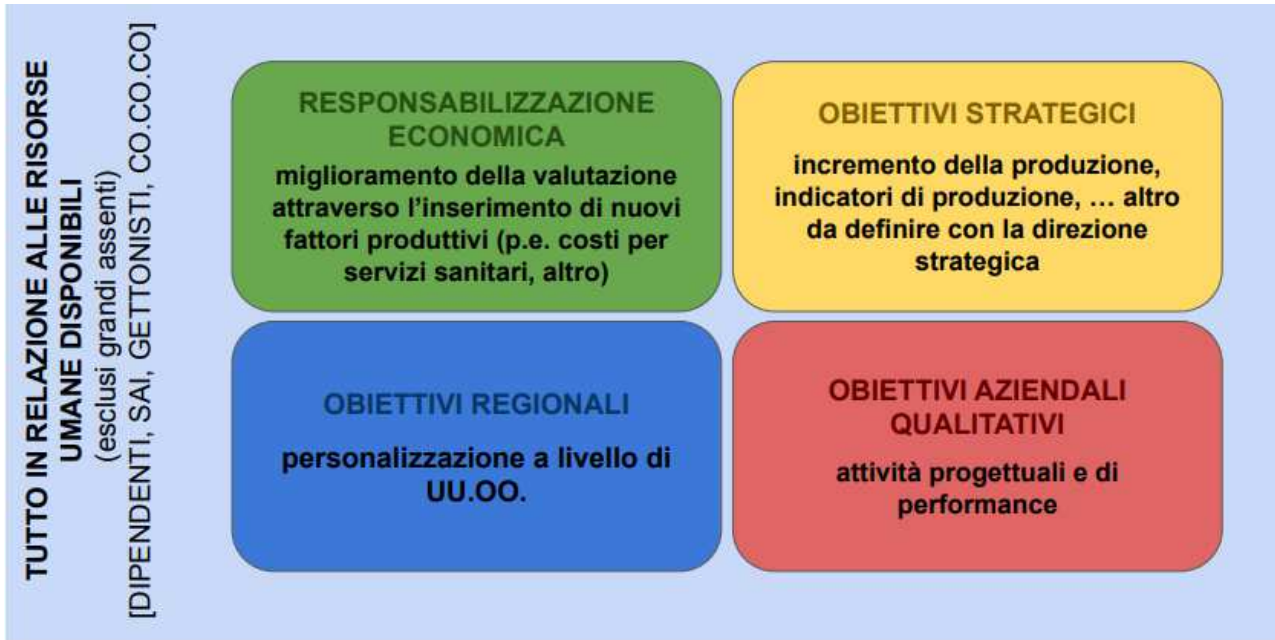 TUTTO IN RELAZIONE ALLE RISORSE
UMANE DISPONIBILI
(esclusi grandi assenti)
[DIPENDENTI, SAI, GETTONISTI, CO.CO.CO]
RESPONSABILIZZAZIONE
ECONOMICA
miglioramento della valutazione
attraverso l’inserimento di nuovi
fattori produttivi (p.e. costi per
servizi sanitari, altro)
OBIETTIVI STRATEGICI
incremento della produzione,
indicatori di produzione, … altro
da definire con la direzione
strategica
OBIETTIVI REGIONALI
personalizzazione a livello di
UU.OO.
OBIETTIVI AZIENDALI
QUALITATIVI
attività progettuali e di
performance